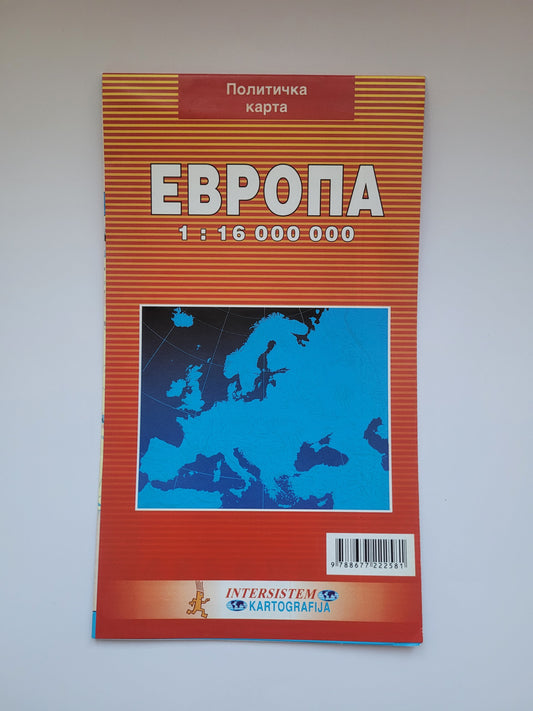 Политичка
карта
ЕВРОПА
1 : 16 000 000
9 788677 222581
INTERSISTEM
KARTOGRAFIJA